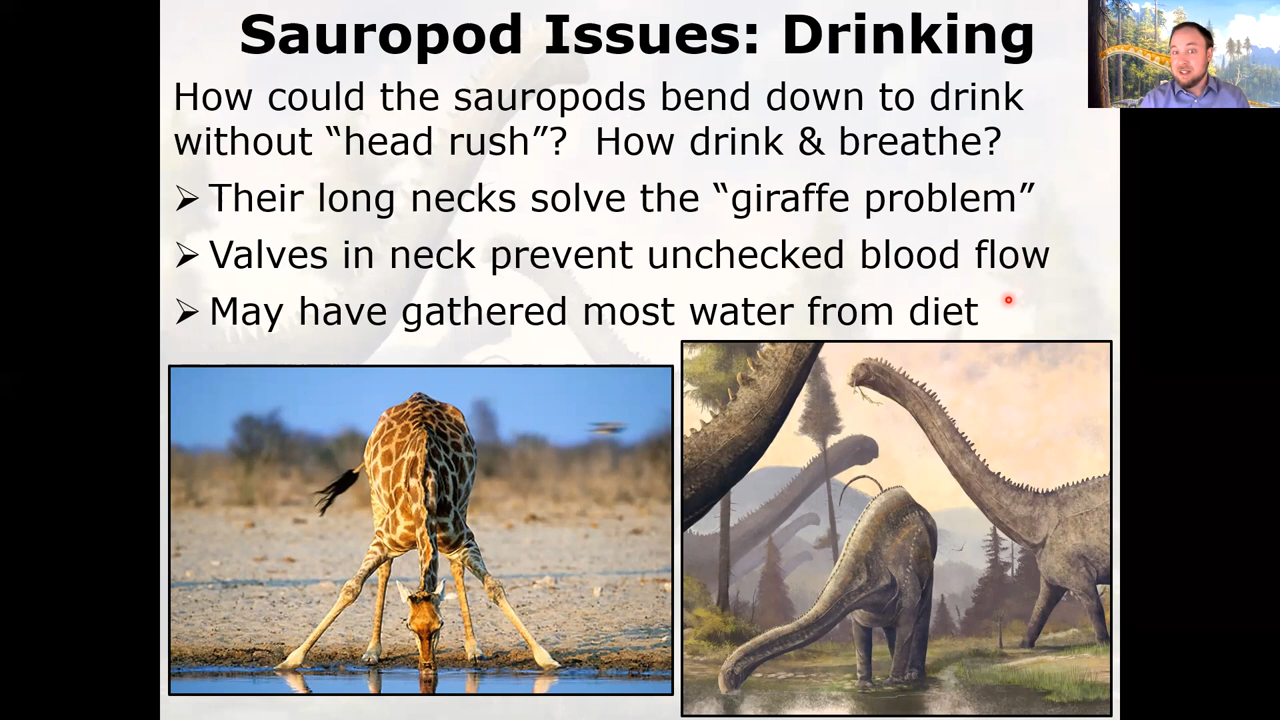 Sauropod Issues: Drinking
How could the sauropods bend down to drink
without “head rush”?  How drink & breathe?
➢ Their long necks solve the “giraffe problem”
➢ Valves in neck prevent unchecked blood flow
➢ May have gathered most water from diet